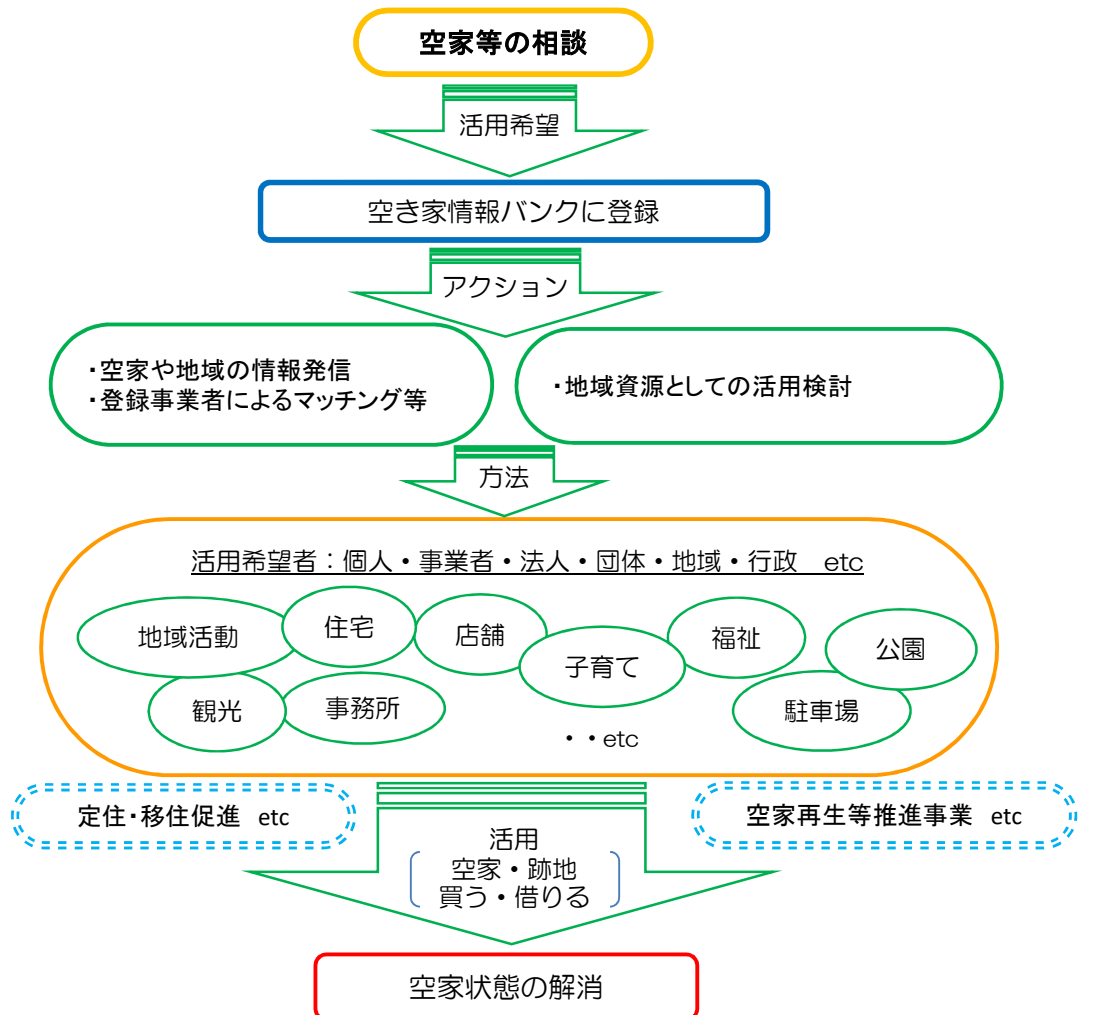 空家等の相談
活用希望
空き家情報バンクに登録
アクション
・空家や地域の情報発信
・登録事業者によるマッチング等
・地域資源としての活用検討
方法
活用希望者：個人・事業者・法人・団体・地域・行政　etc
地域活動
住宅
店舗
子育て
福祉
公園
観光
事務所
駐車場
・・etc
定住・移住促進 etc
空家再生等推進事業 etc
活用
空家・跡地
買う・借りる
空家状態の解消